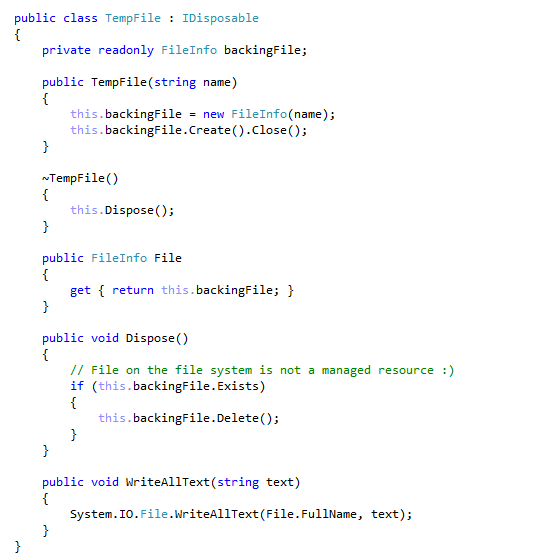 public class TempFile : IDisposable
{
    private readonly FileInfo backingFile;

    public TempFile(string name)
    {
        this.backingFile = new FileInfo(name);
        this.backingFile.Create().Close();
    }

    ~TempFile()
    {
        this.Dispose();
    }

    public FileInfo File
    {
        get { return this.backingFile; }
    }

    public void Dispose()
    {
        // File on the file system is not a managed resource :)
        if (this.backingFile.Exists)
        {
            this.backingFile.Delete();
        }
    }

    public void WriteAllText(string text)
    {
        System.IO.File.WriteAllText(File.FullName, text);
    }
}